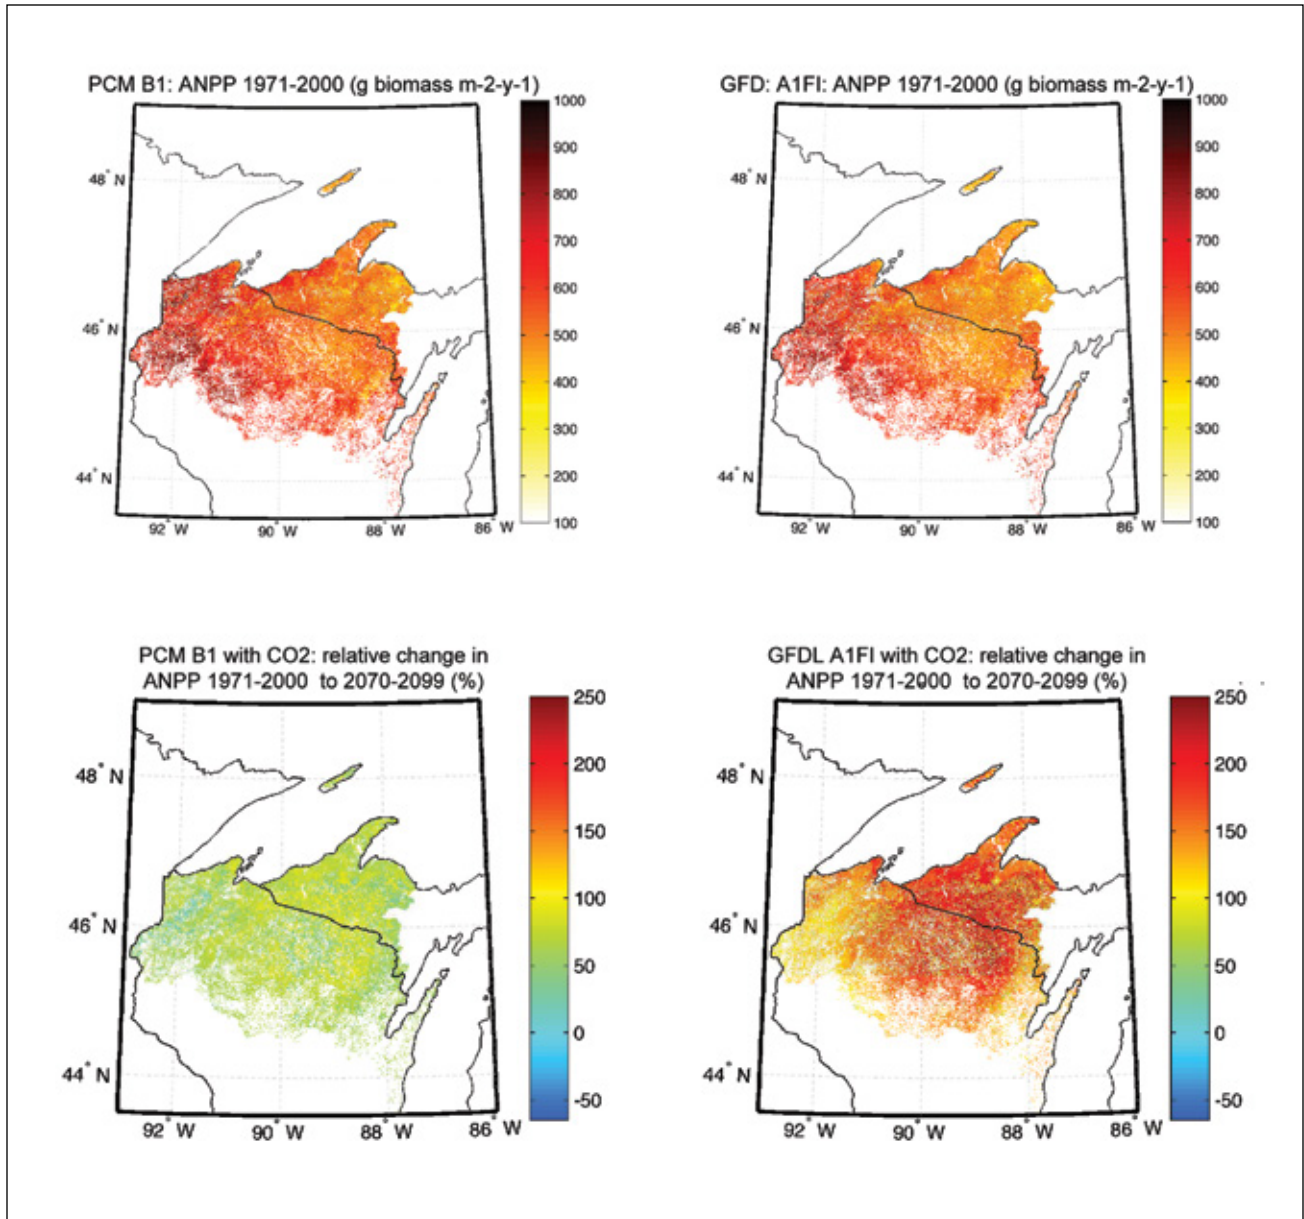 PCM B1: ANPP 1971-2000 (g biomass m-2-y-1)
1000
900
800
700
600
500
400
300
200
100
48° N
46° N
44° N
92° W
90° W
88° W
86° W
GFD: A1FI: ANPP 1971-2000 (g biomass m-2-y-1)
1000
900
800
700
600
500
400
300
200
100
48° N
46° N
44° N
92° W
90° W
88° W
86° W
PCM B1 with CO2: relative change in
ANPP 1971-2000 to 2070-2099 (%)
250
200
150
100
50
0
-50
48° N
46° N
44° N
92° W
90° W
88° W
86° W
GFDL A1FI with CO2: relative change in
ANPP 1971-2000 to 2070-2099 (%)
250
200
150
100
50
0
-50
48° N
46° N
44° N
92° W
90° W
88° W
86° W